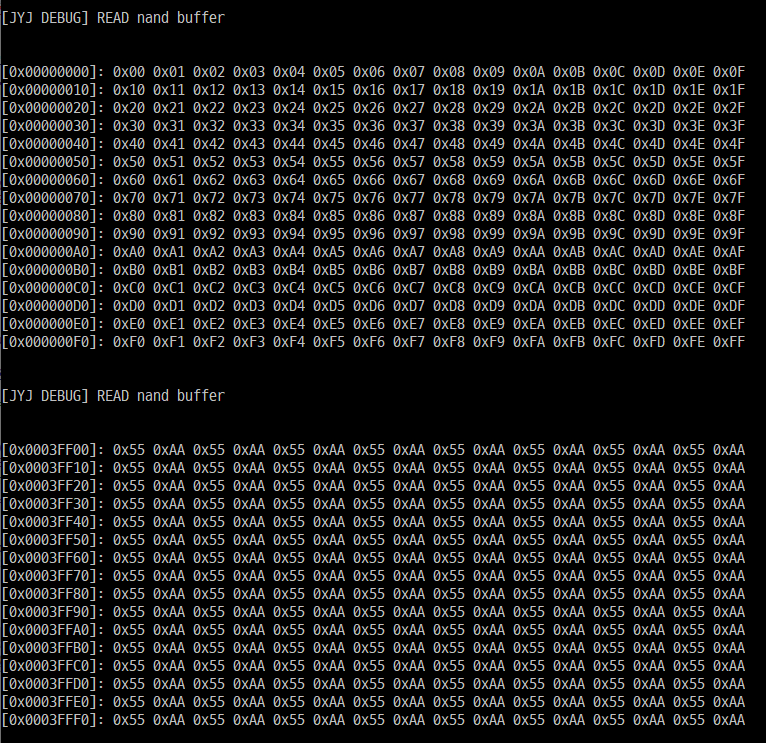 [JYJ DEBUG] READ nand buffer
[0x00000000]: 0x00 0x01 0x02 0x03 0x04 0x05 0x06 0x07 0x08 0x09 0x0A 0x0B 0x0C 0x0D 0x0E 0x0F
[0x00000010]: 0x10 0x11 0x12 0x13 0x14 0x15 0x16 0x17 0x18 0x19 0x1A 0x1B 0x1C 0x1D 0x1E 0x1F
[0x00000020]: 0x20 0x21 0x22 0x23 0x24 0x25 0x26 0x27 0x28 0x29 0x2A 0x2B 0x2C 0x2D 0x2E 0x2F
[0x00000030]: 0x30 0x31 0x32 0x33 0x34 0x35 0x36 0x37 0x38 0x39 0x3A 0x3B 0x3C 0x3D 0x3E 0x3F
[0x00000040]: 0x40 0x41 0x42 0x43 0x44 0x45 0x46 0x47 0x48 0x49 0x4A 0x4B 0x4C 0x4D 0x4E 0x4F
[0x00000050]: 0x50 0x51 0x52 0x53 0x54 0x55 0x56 0x57 0x58 0x59 0x5A 0x5B 0x5C 0x5D 0x5E 0x5F
[0x00000060]: 0x60 0x61 0x62 0x63 0x64 0x65 0x66 0x67 0x68 0x69 0x6A 0x6B 0x6C 0x6D 0x6E 0x6F
[0x00000070]: 0x70 0x71 0x72 0x73 0x74 0x75 0x76 0x77 0x78 0x79 0x7A 0x7B 0x7C 0x7D 0x7E 0x7F
[0x00000080]: 0x80 0x81 0x82 0x83 0x84 0x85 0x86 0x87 0x88 0x89 0x8A 0x8B 0x8C 0x8D 0x8E 0x8F
[0x00000090]: 0x90 0x91 0x92 0x93 0x94 0x95 0x96 0x97 0x98 0x99 0x9A 0x9B 0x9C 0x9D 0x9E 0x9F
[0x000000A0]: 0xA0 0xA1 0xA2 0xA3 0xA4 0xA5 0xA6 0xA7 0xA8 0xA9 0xAA 0xAB 0xAC 0xAD 0xAE 0xAF
[0x000000B0]: 0xB0 0xB1 0xB2 0xB3 0xB4 0xB5 0xB6 0xB7 0xB8 0xB9 0xBA 0xBB 0xBC 0xBD 0xBE 0xBF
[0x000000C0]: 0xC0 0xC1 0xC2 0xC3 0xC4 0xC5 0xC6 0xC7 0xC8 0xC9 0xCA 0xCB 0xCC 0xCD 0xCE 0xCF
[0x000000D0]: 0xD0 0xD1 0xD2 0xD3 0xD4 0xD5 0xD6 0xD7 0xD8 0xD9 0xDA 0xDB 0xDC 0xDD 0xDE 0xDF
[0x000000E0]: 0xE0 0xE1 0xE2 0xE3 0xE4 0xE5 0xE6 0xE7 0xE8 0xE9 0xEA 0xEB 0xEC 0xED 0xEE 0xEF
[0x000000F0]: 0xF0 0xF1 0xF2 0xF3 0xF4 0xF5 0xF6 0xF7 0xF8 0xF9 0xFA 0xFB 0xFC 0xFD 0xFE 0xFF
[JYJ DEBUG] READ nand buffer
[0x0003FF00]: 0x55 0xAA 0x55 0xAA 0x55 0xAA 0x55 0xAA 0x55 0xAA 0x55 0xAA 0x55 0xAA 0x55 0xAA
[0x0003FF10]: 0x55 0xAA 0x55 0xAA 0x55 0xAA 0x55 0xAA 0x55 0xAA 0x55 0xAA 0x55 0xAA 0x55 0xAA
[0x0003FF20]: 0x55 0xAA 0x55 0xAA 0x55 0xAA 0x55 0xAA 0x55 0xAA 0x55 0xAA 0x55 0xAA 0x55 0xAA
[0x0003FF30]: 0x55 0xAA 0x55 0xAA 0x55 0xAA 0x55 0xAA 0x55 0xAA 0x55 0xAA 0x55 0xAA 0x55 0xAA
[0x0003FF40]: 0x55 0xAA 0x55 0xAA 0x55 0xAA 0x55 0xAA 0x55 0xAA 0x55 0xAA 0x55 0xAA 0x55 0xAA
[0x0003FF50]: 0x55 0xAA 0x55 0xAA 0x55 0xAA 0x55 0xAA 0x55 0xAA 0x55 0xAA 0x55 0xAA 0x55 0xAA
[0x0003FF60]: 0x55 0xAA 0x55 0xAA 0x55 0xAA 0x55 0xAA 0x55 0xAA 0x55 0xAA 0x55 0xAA 0x55 0xAA
[0x0003FF70]: 0x55 0xAA 0x55 0xAA 0x55 0xAA 0x55 0xAA 0x55 0xAA 0x55 0xAA 0x55 0xAA 0x55 0xAA
[0x0003FF80]: 0x55 0xAA 0x55 0xAA 0x55 0xAA 0x55 0xAA 0x55 0xAA 0x55 0xAA 0x55 0xAA 0x55 0xAA
[0x0003FF90]: 0x55 0xAA 0x55 0xAA 0x55 0xAA 0x55 0xAA 0x55 0xAA 0x55 0xAA 0x55 0xAA 0x55 0xAA
[0x0003FFA0]: 0x55 0xAA 0x55 0xAA 0x55 0xAA 0x55 0xAA 0x55 0xAA 0x55 0xAA 0x55 0xAA 0x55 0xAA
[0x0003FFB0]: 0x55 0xAA 0x55 0xAA 0x55 0xAA 0x55 0xAA 0x55 0xAA 0x55 0xAA 0x55 0xAA 0x55 0xAA
[0x0003FFC0]: 0x55 0xAA 0x55 0xAA 0x55 0xAA 0x55 0xAA 0x55 0xAA 0x55 0xAA 0x55 0xAA 0x55 0xAA
[0x0003FFD0]: 0x55 0xAA 0x55 0xAA 0x55 0xAA 0x55 0xAA 0x55 0xAA 0x55 0xAA 0x55 0xAA 0x55 0xAA
[0x0003FFE0]: 0x55 0xAA 0x55 0xAA 0x55 0xAA 0x55 0xAA 0x55 0xAA 0x55 0xAA 0x55 0xAA 0x55 0xAA
[0x0003FFF0]: 0x55 0xAA 0x55 0xAA 0x55 0xAA 0x55 0xAA 0x55 0xAA 0x55 0xAA 0x55 0xAA 0x55 0xAA